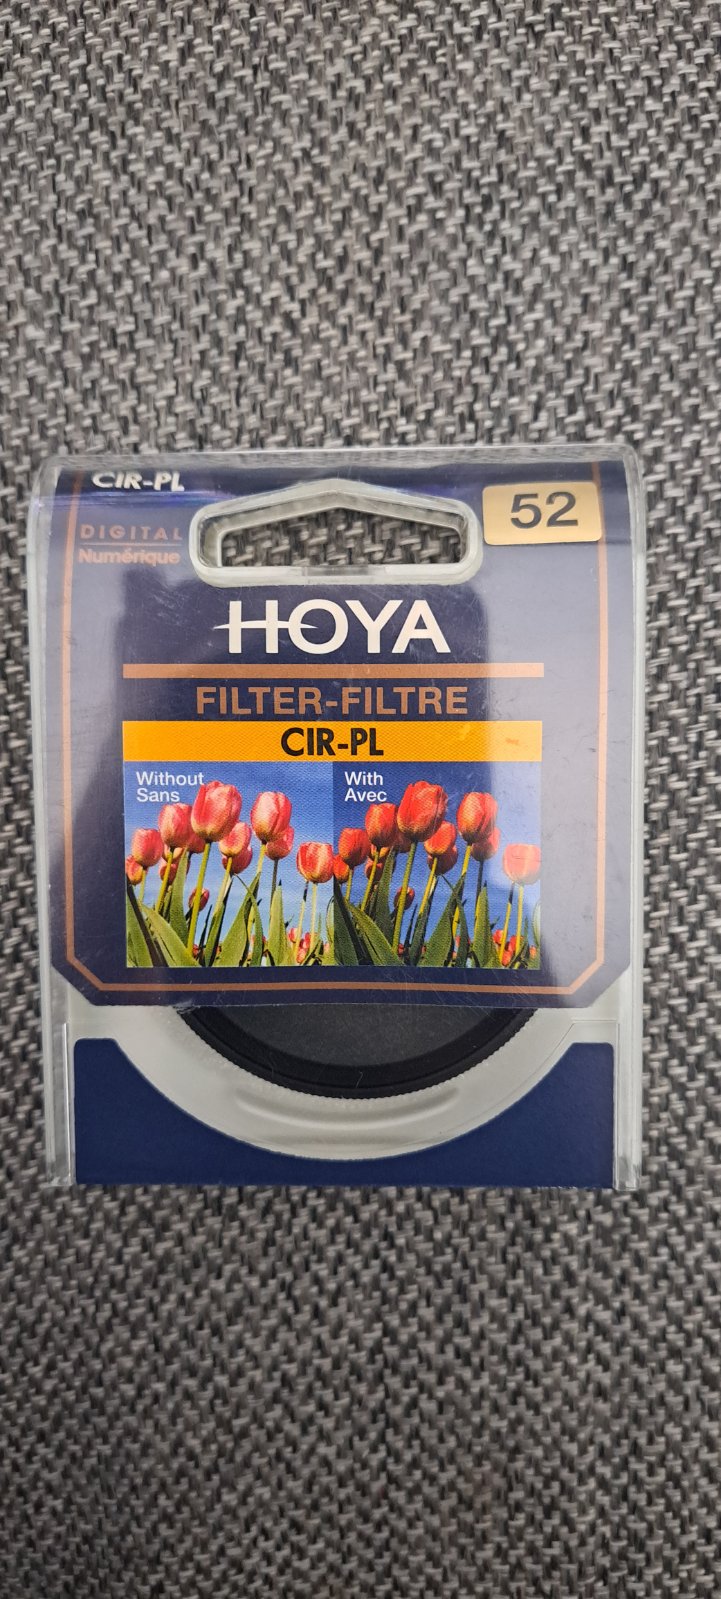 CIR-PL
52
DIGITAL
Numérique
HOYA
FILTER-FILTRE
CIR-PL
Without
Sans
With
Avec